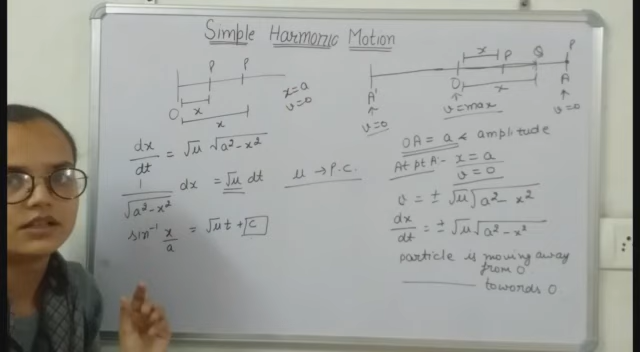 Simple Harmonic Motion
P P
O x
x
x=a
v=0
dx/dt = √μ √a²-x²
1/√a²-x² dx = √μ dt
μ → P.C.
sin⁻¹ x/a = √μt + C
x
P Q P
A' O A
x
v=0 v=max v=0
OA = a < amplitude
At pt A:- x=a
v=0
v = ± √μ √a²-x²
dx/dt = ± √μ √a²-x²
particle is moving away
from O
towards O